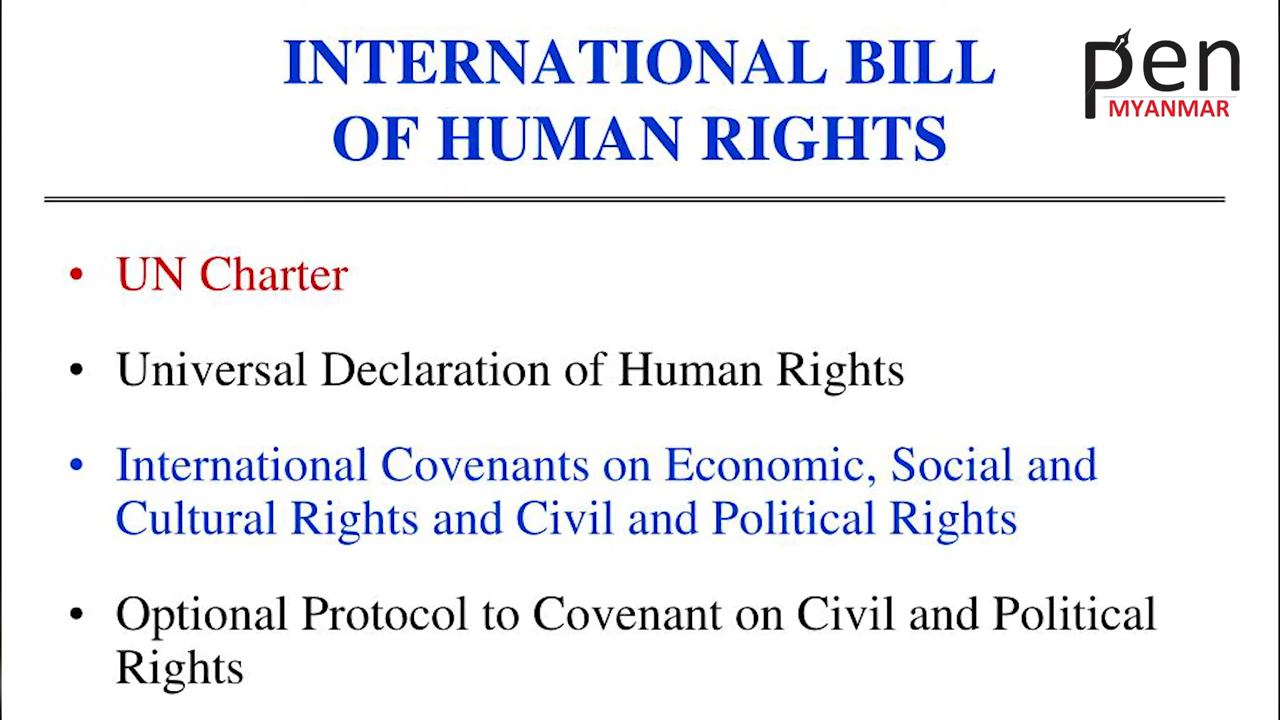 INTERNATIONAL BILL
OF HUMAN RIGHTS
pen
MYANMAR
• UN Charter
• Universal Declaration of Human Rights
• International Covenants on Economic, Social and
Cultural Rights and Civil and Political Rights
• Optional Protocol to Covenant on Civil and Political
Rights